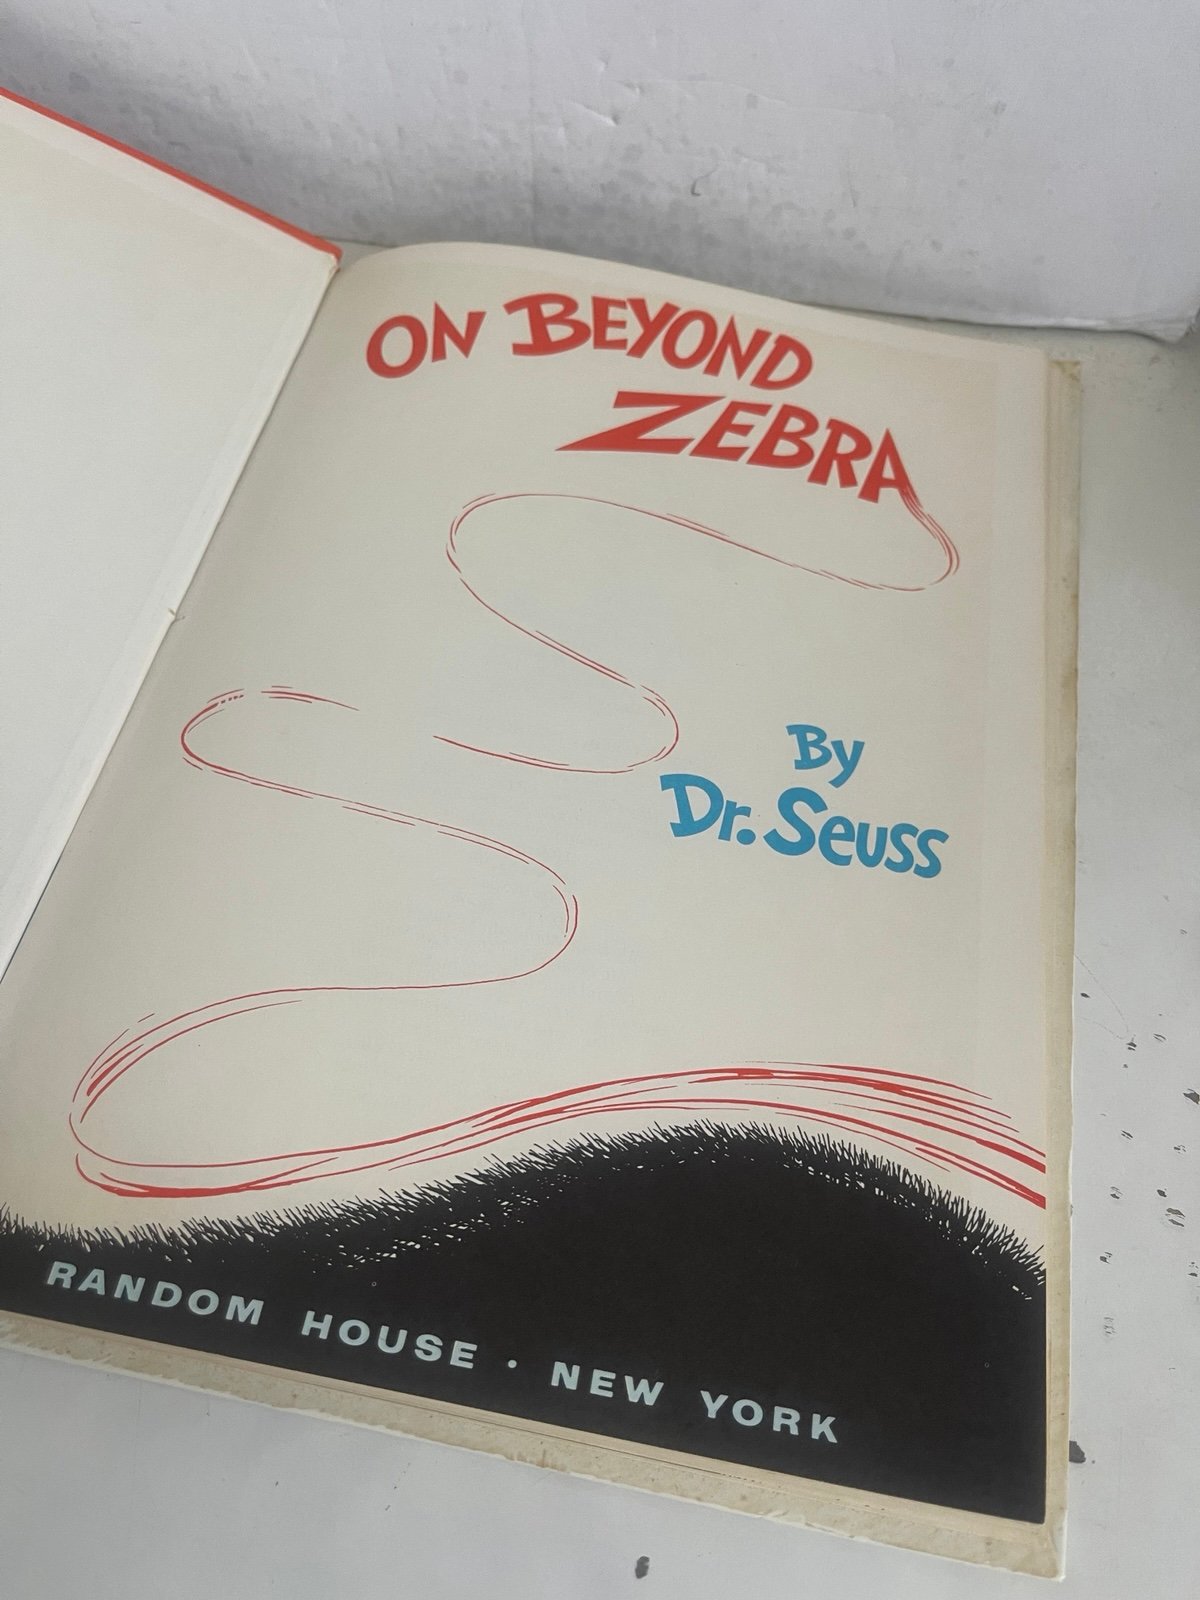 ON BEYOND
ZEBRA
By
Dr. Seuss
RANDOM HOUSE · NEW YORK